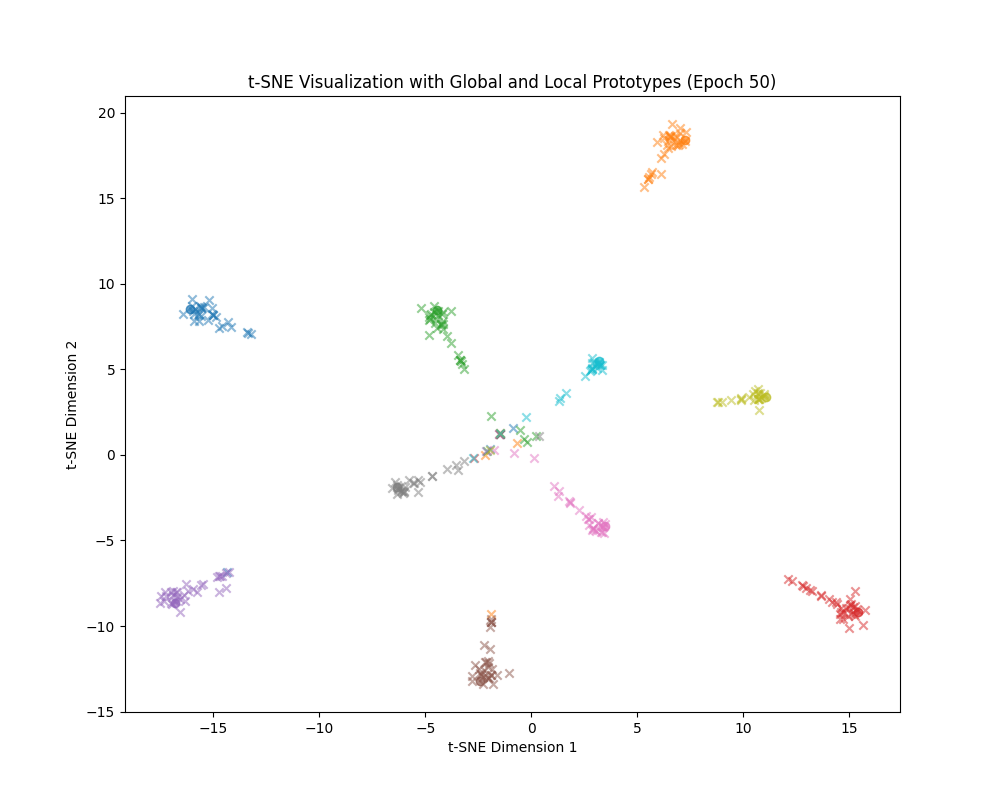 t-SNE Visualization with Global and Local Prototypes (Epoch 50)
20
15
10
5
0
−5
−10
−15
t-SNE Dimension 2
−15 −10 −5 0 5 10 15
t-SNE Dimension 1